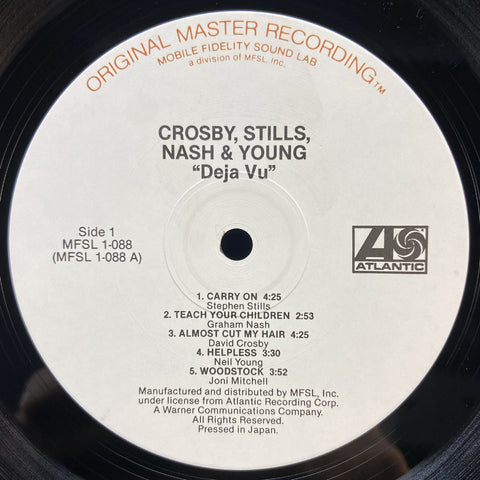 ORIGINAL MASTER RECORDING™
MOBILE FIDELITY SOUND LAB
a division of MFSL, Inc.
CROSBY, STILLS,
NASH & YOUNG
"Deja Vu"
Side 1
MFSL 1-088
(MFSL 1-088 A)
ATLANTIC
1. CARRY ON 4:25
Stephen Stills
2. TEACH YOUR CHILDREN 2:53
Graham Nash
3. ALMOST CUT MY HAIR 4:25
David Crosby
4. HELPLESS 3:30
Neil Young
5. WOODSTOCK 3:52
Joni Mitchell
Manufactured and distributed by MFSL, Inc.
under license from Atlantic Recording Corp.
A Warner Communications Company.
All Rights Reserved.
Pressed in Japan.